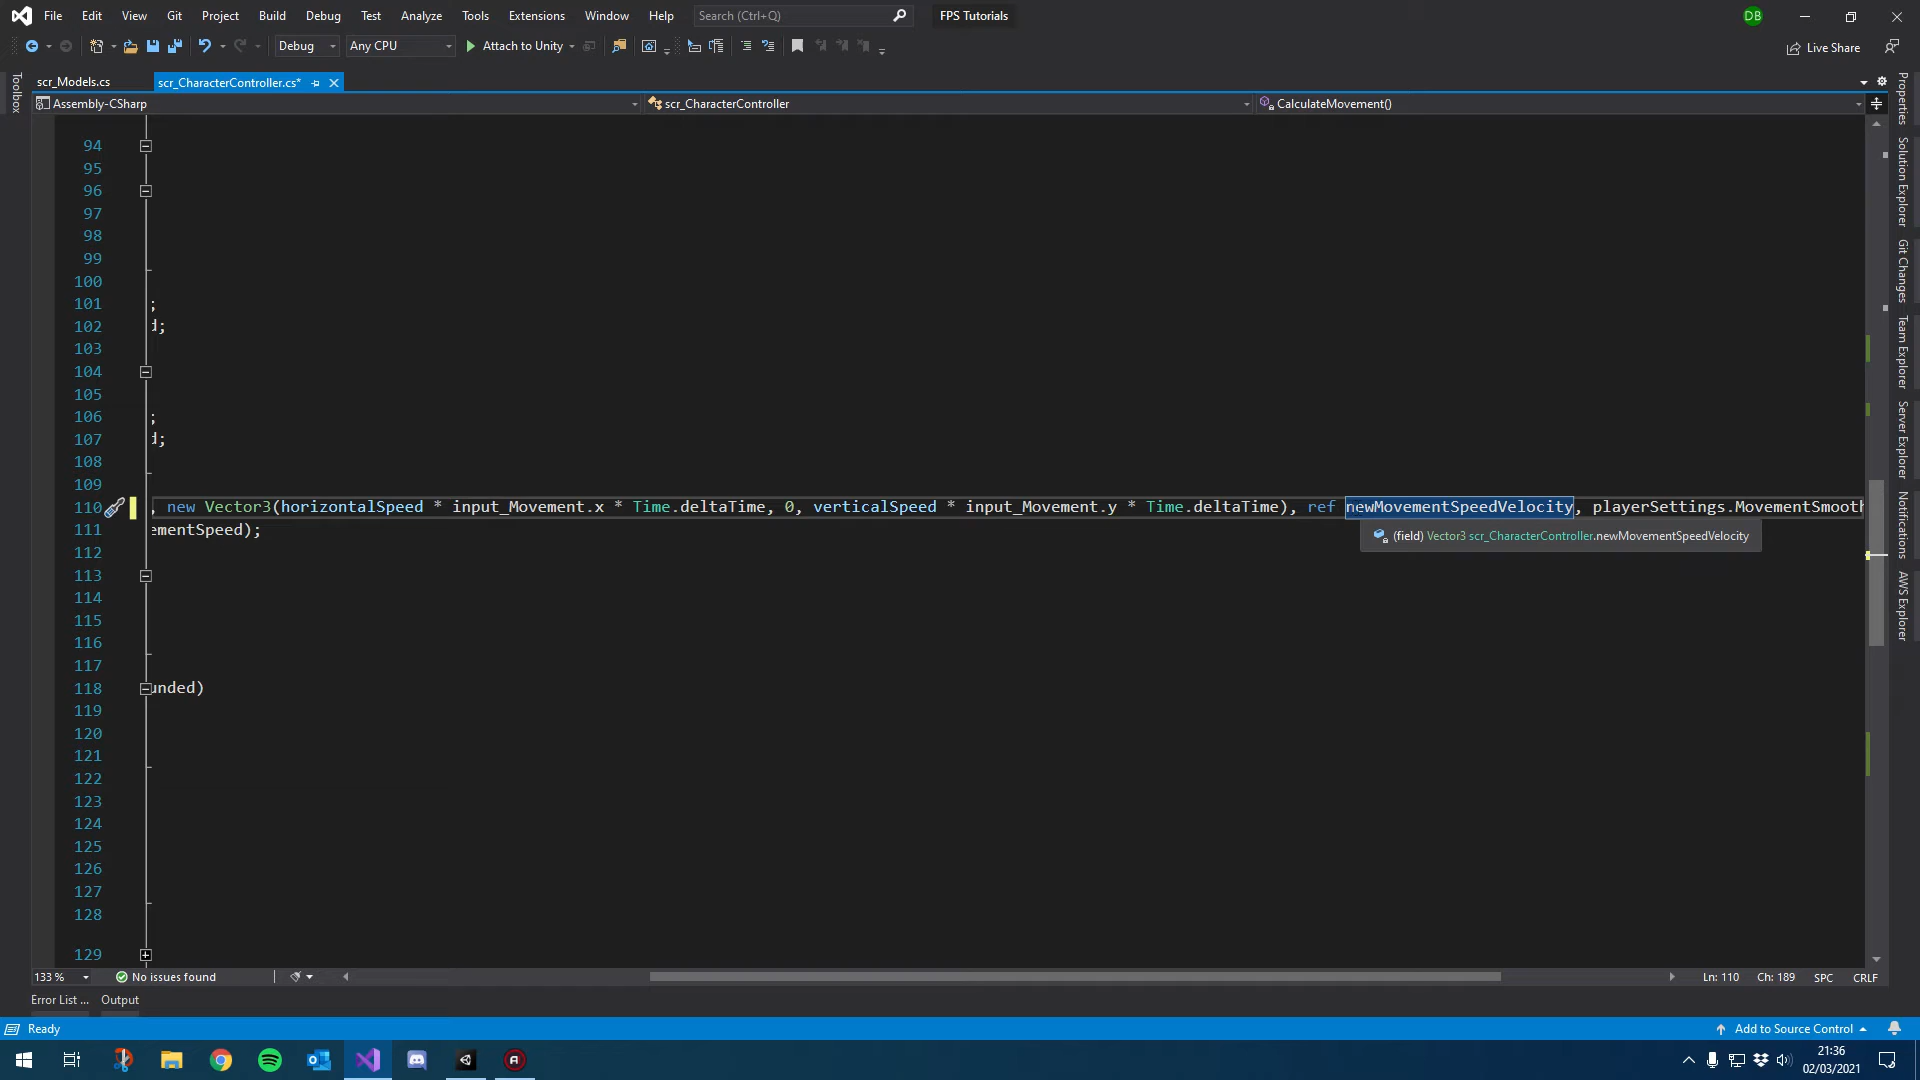 File Edit View Git Project Build Debug Test Analyze Tools Extensions Window Help Search (Ctrl+Q) FPS Tutorials DB
Debug Any CPU Attach to Unity Live Share
Toolbox
scr_Models.cs scr_CharacterController.cs*
Assembly-CSharp scr_CharacterController CalculateMovement()
94
95
96
97
98
99
100
101 ;
102 d;
103
104
105
106 ;
107 d;
108
109
110 , new Vector3(horizontalSpeed * input_Movement.x * Time.deltaTime, 0, verticalSpeed * input_Movement.y * Time.deltaTime), ref newMovementSpeedVelocity, playerSettings.MovementSmooth
111 ementSpeed);
(field) Vector3 scr_CharacterController.newMovementSpeedVelocity
112
113
114
115
116
117
118 unded)
119
120
121
122
123
124
125
126
127
128
129
Properties
Solution Explorer
Git Changes
Team Explorer
Server Explorer
Notifications
AWS Explorer
133 % No issues found Ln: 110 Ch: 189 SPC CRLF
Error List ... Output
Ready Add to Source Control
21:36
02/03/2021